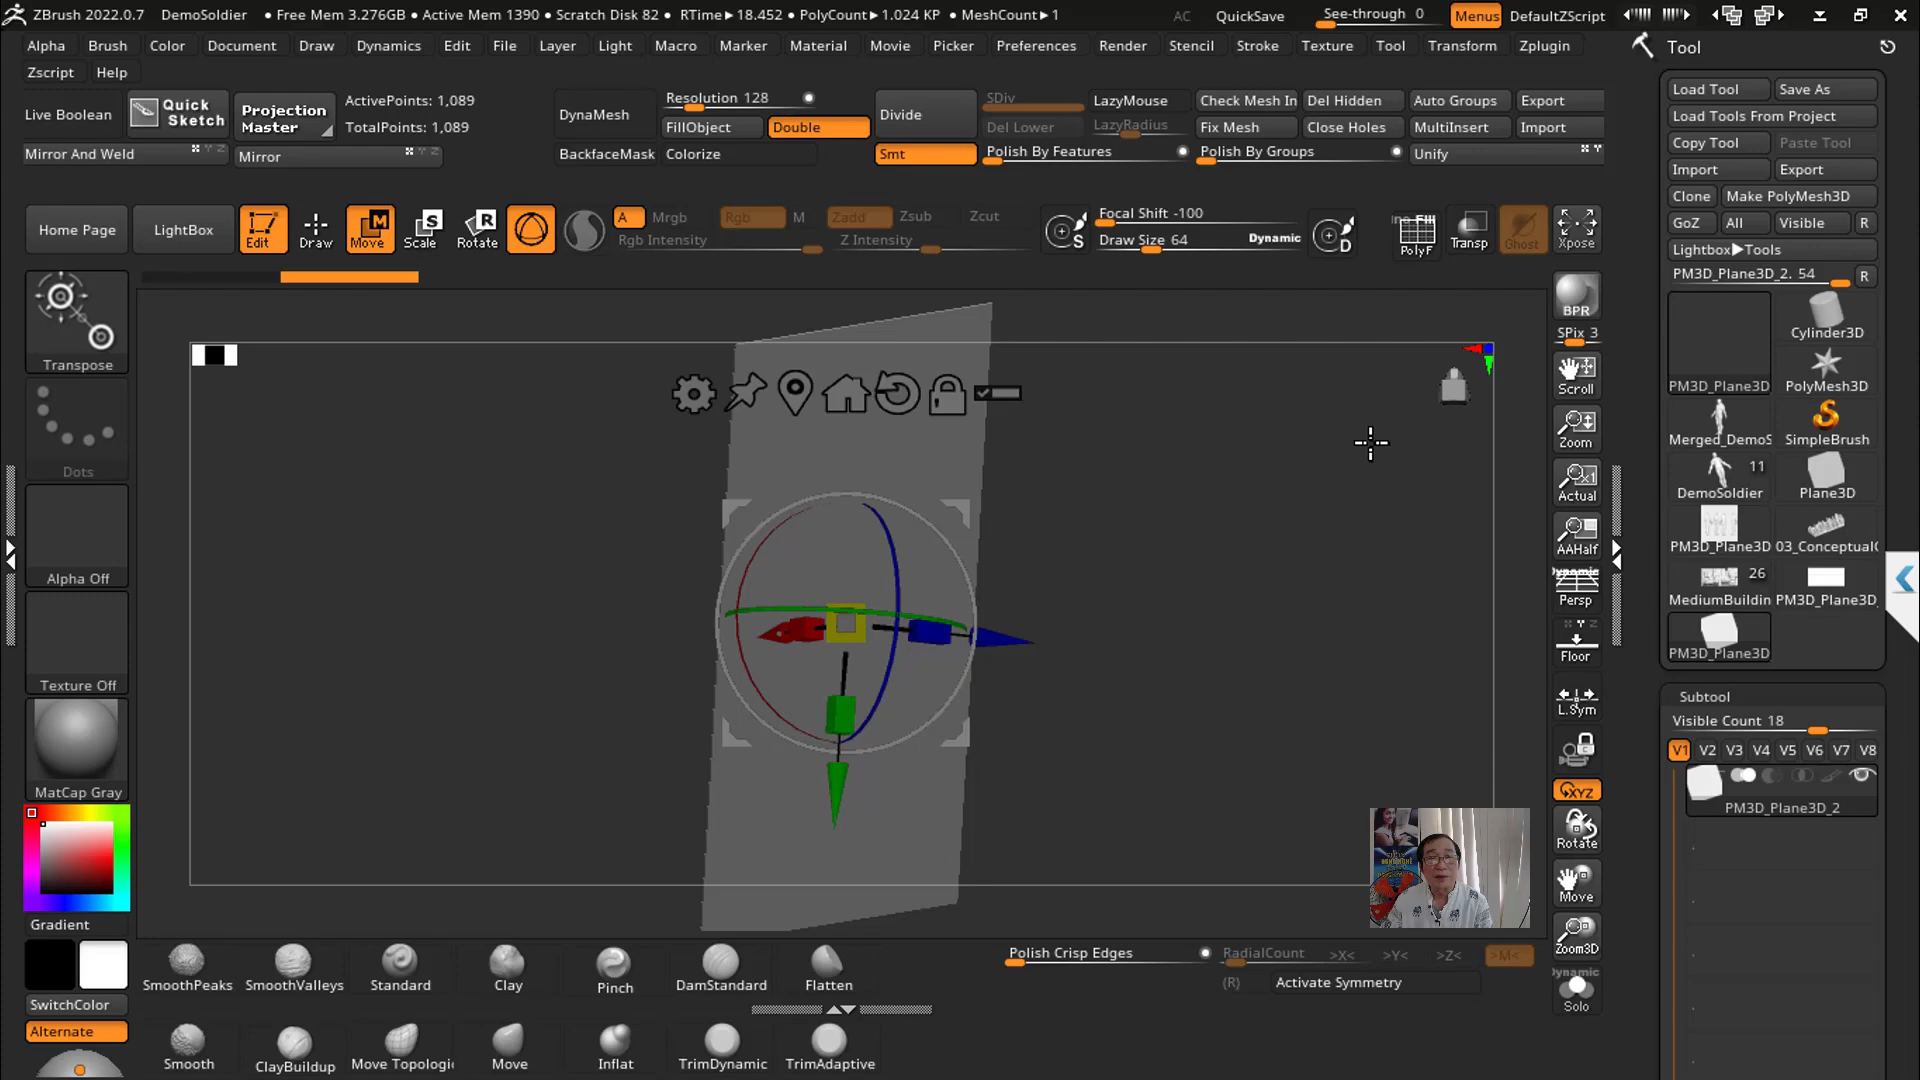 ZBrush 2022.0.7 DemoSoldier • Free Mem 3.276GB • Active Mem 1390 • Scratch Disk 82 • RTime▶18.452 • PolyCount▶1.024 KP • MeshCount▶1 AC QuickSave See-through 0 Menus DefaultZScript
Alpha Brush Color Document Draw Dynamics Edit File Layer Light Macro Marker Material Movie Picker Preferences Render Stencil Stroke Texture Tool Transform Zplugin
Zscript Help
Live Boolean
Quick Sketch
Projection Master
ActivePoints: 1,089
TotalPoints: 1,089
Mirror And Weld
Mirror
DynaMesh
BackfaceMask
Resolution 128
FillObject Double
Colorize
Divide
Smt
SDiv
Del Lower
Polish By Features
LazyMouse
LazyRadius
Check Mesh In Del Hidden Auto Groups Export
Fix Mesh Close Holes MultiInsert Import
Polish By Groups
Unify
Home Page LightBox Edit Draw Move Scale Rotate
A Mrgb Rgb M Zadd Zsub Zcut
Rgb Intensity Z Intensity
Focal Shift -100
Draw Size 64 Dynamic
S
D
PolyF
Transp
Ghost
Xpose
Transpose
Dots
Alpha Off
Texture Off
MatCap Gray
Gradient
SwitchColor
Alternate
BPR
SPix 3
Scroll
Zoom
Actual
AAHalf
Dynamic
Persp
Floor
L.Sym
XYZ
Rotate
Move
Zoom3D
Dynamic
Solo
SmoothPeaks SmoothValleys Standard Clay Pinch DamStandard Flatten
Smooth ClayBuildup Move Topologic Move Inflat TrimDynamic TrimAdaptive
Polish Crisp Edges
RadialCount >X< >Y< >Z< >M<
(R) Activate Symmetry
Tool
Load Tool Save As
Load Tools From Project
Copy Tool Paste Tool
Import Export
Clone Make PolyMesh3D
GoZ All Visible R
Lightbox▶Tools
PM3D_Plane3D_2. 54 R
PM3D_Plane3D Cylinder3D
PolyMesh3D
Merged_DemoS SimpleBrush
11
DemoSoldier Plane3D
PM3D_Plane3D 03_Conceptual
26
MediumBuildin PM3D_Plane3D_
PM3D_Plane3D
Subtool
Visible Count 18
V1 V2 V3 V4 V5 V6 V7 V8
PM3D_Plane3D_2